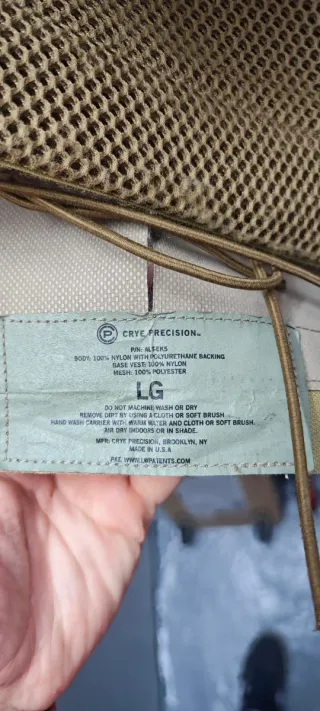 CRYE PRECISION™
BODY: 100% NYLON WITH POLYURETHANE BACKING
BASE VEST: 100% NYLON
MESH: 100% POLYESTER
LG
DO NOT MACHINE WASH OR DRY
REMOVE DIRT BY USING A CLOTH OR SOFT BRUSH.
HAND WASH CARRIER WITH WARM WATER AND CLOTH OR SOFT BRUSH.
AIR DRY INDOORS OR IN SHADE.
MFR: CRYE PRECISION, BROOKLYN, NY
MADE IN U.S.A
PAT. WWW.LWPATENTS.COM